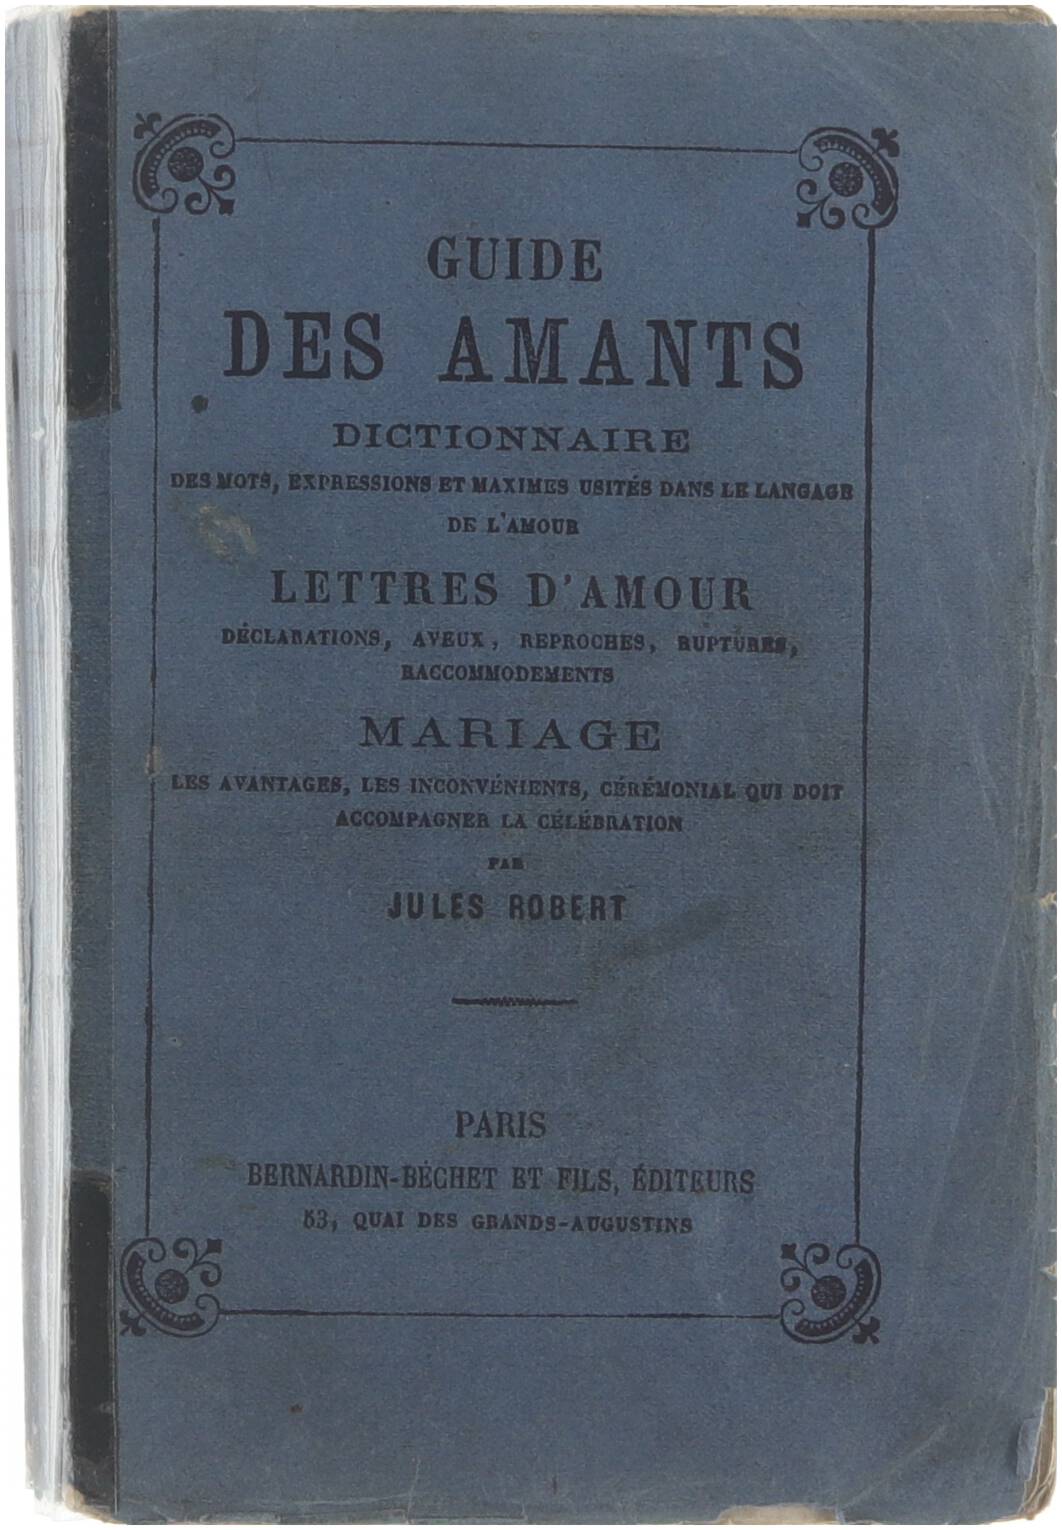 GUIDE
DES AMANTS
DICTIONNAIRE
DES MOTS, EXPRESSIONS ET MAXIMES USITÉS DANS LE LANGAGE
DE L'AMOUR
LETTRES D'AMOUR
DÉCLARATIONS, AVEUX, REPROCHES, RUPTURES,
RACCOMMODEMENTS
MARIAGE
LES AVANTAGES, LES INCONVÉNIENTS, CÉRÉMONIAL QUI DOIT
ACCOMPAGNER LA CÉLÉBRATION
PAR
JULES ROBERT
PARIS
BERNARDIN-BÉCHET ET FILS, ÉDITEURS
53, QUAI DES GRANDS-AUGUSTINS